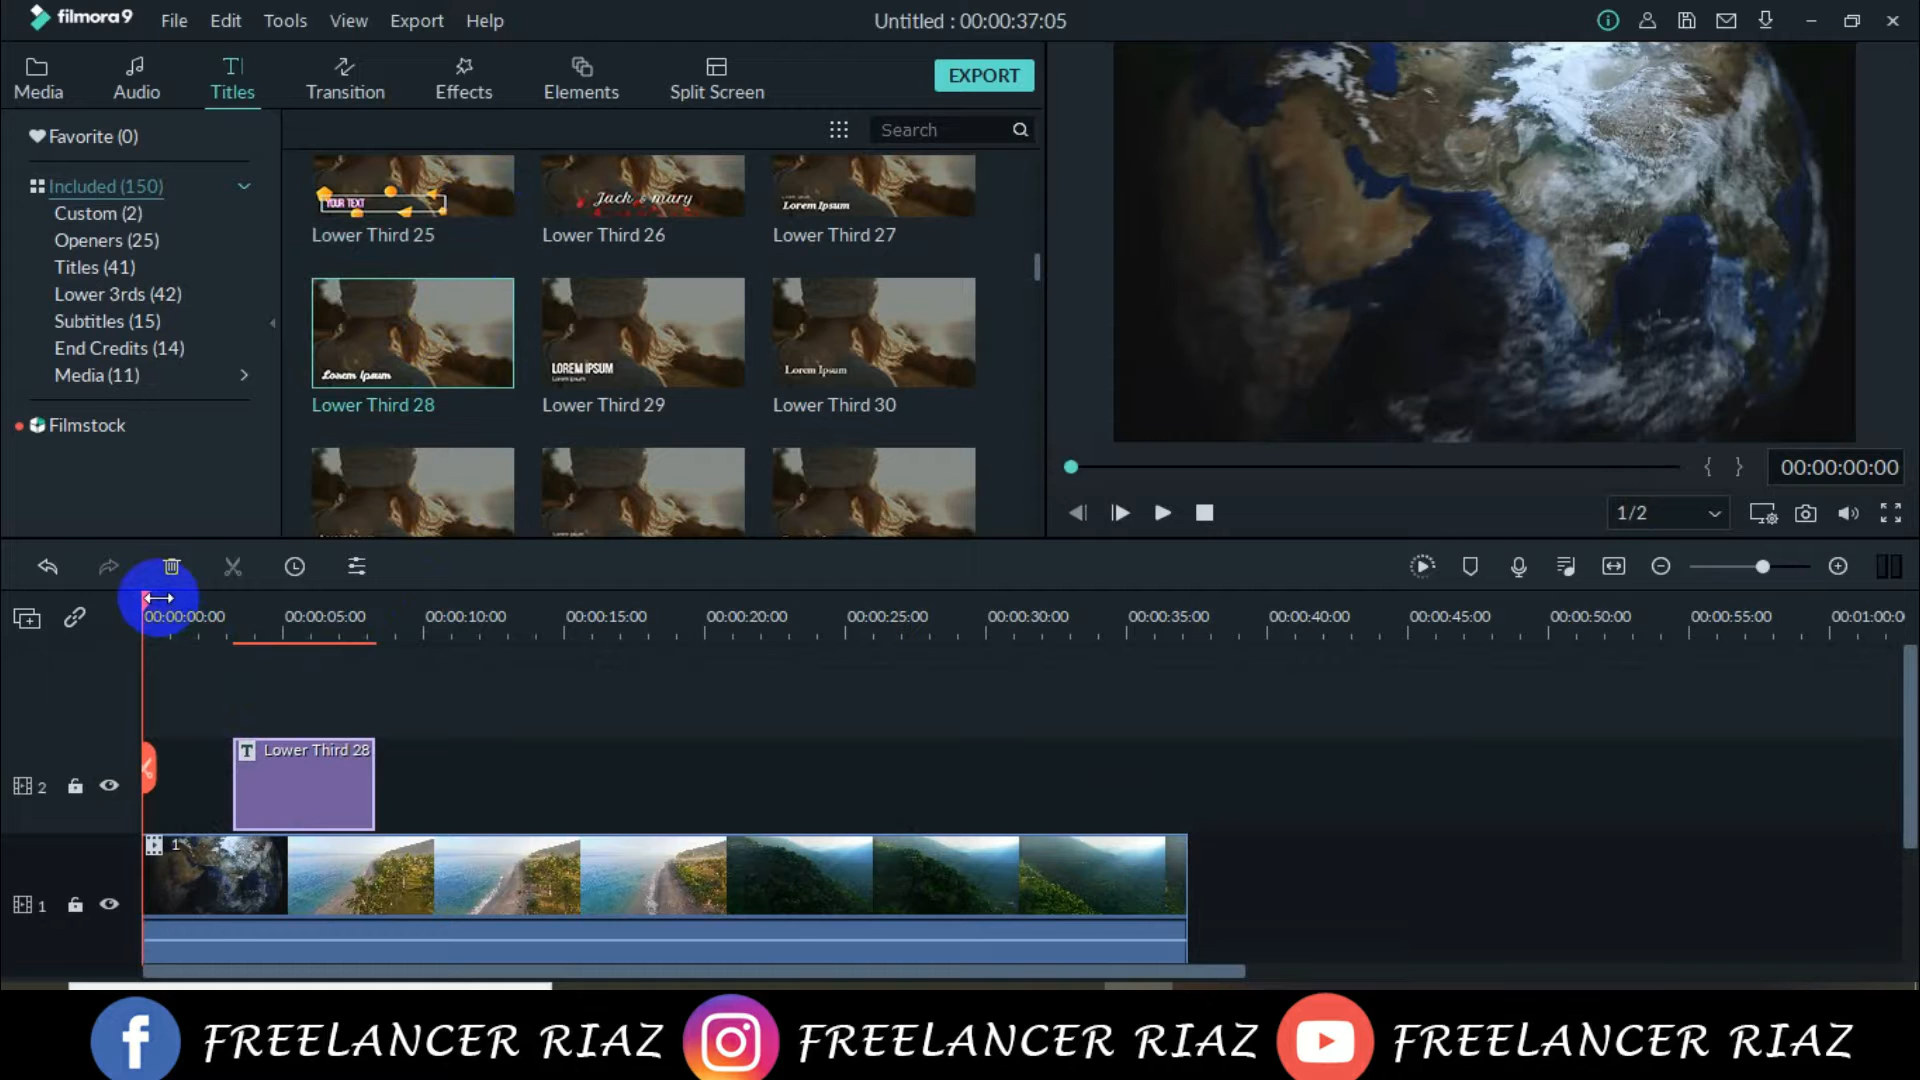 filmora9 File Edit Tools View Export Help Untitled : 00:00:37:05
Media Audio Titles Transition Effects Elements Split Screen EXPORT
Favorite (0)
Included (150)
Custom (2)
Openers (25)
Titles (41)
Lower 3rds (42)
Subtitles (15)
End Credits (14)
Media (11)
Filmstock
Search
YOUR TEXT Jack & mary Lorem Ipsum
Lower Third 25 Lower Third 26 Lower Third 27
Lorem Ipsum LOREM IPSUM Lorem Ipsum
Lower Third 28 Lower Third 29 Lower Third 30
00:00:00:00
1/2
00:00:00:00 00:00:05:00 00:00:10:00 00:00:15:00 00:00:20:00 00:00:25:00 00:00:30:00 00:00:35:00 00:00:40:00 00:00:45:00 00:00:50:00 00:00:55:00 00:01:00:0
T Lower Third 28
2
1
1
FREELANCER RIAZ FREELANCER RIAZ FREELANCER RIAZ